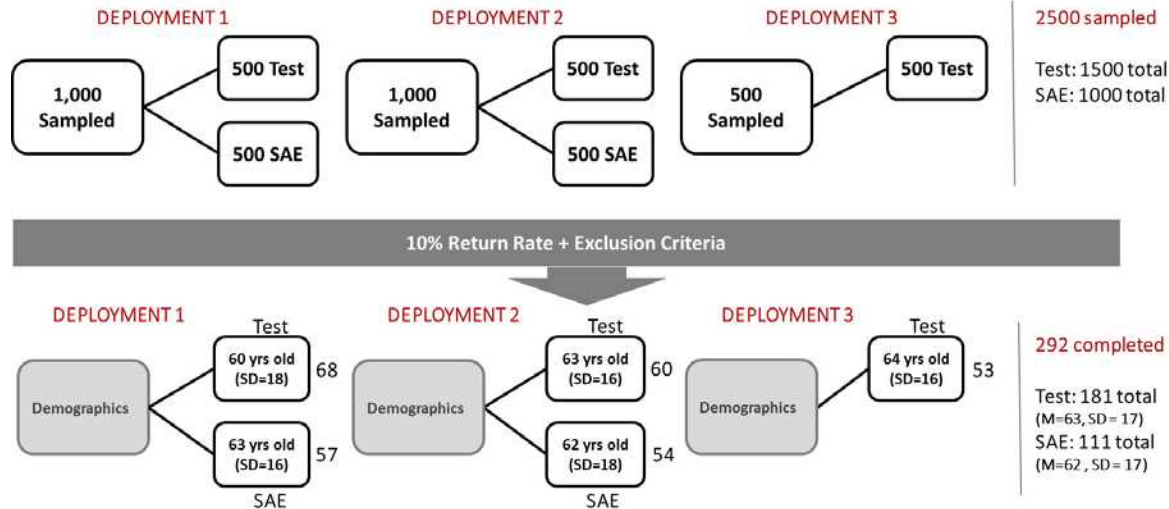 DEPLOYMENT 1
DEPLOYMENT 2
DEPLOYMENT 3
2500 sampled
1,000
Sampled
500 Test
500 SAE
1,000
Sampled
500 Test
500 SAE
500
Sampled
500 Test
Test: 1500 total
SAE: 1000 total
10% Return Rate + Exclusion Criteria
DEPLOYMENT 1
DEPLOYMENT 2
DEPLOYMENT 3
292 completed
Demographics
Test
60 yrs old
(SD=18)
68
63 yrs old
(SD=16)
57
SAE
Demographics
Test
63 yrs old
(SD=16)
60
62 yrs old
(SD=18)
54
SAE
Demographics
Test
64 yrs old
(SD=16)
53
Test: 181 total
(M=63, SD = 17)
SAE: 111 total
(M=62 , SD = 17)